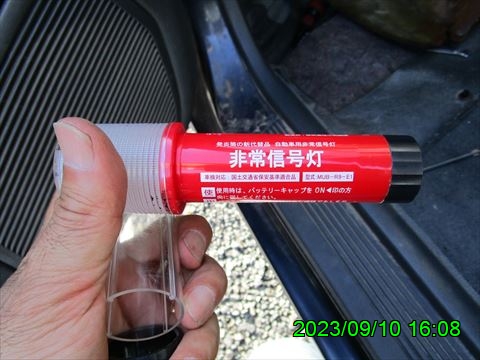 発炎筒の新代替品 自動車用非常信号灯
非常信号灯
車検対応:国土交通省保安基準適合品 型式 MUB-R9-E1
使 使用時は、バッテリーキャップを ON◀印の方
向に回してください。
2023/09/10 16:08